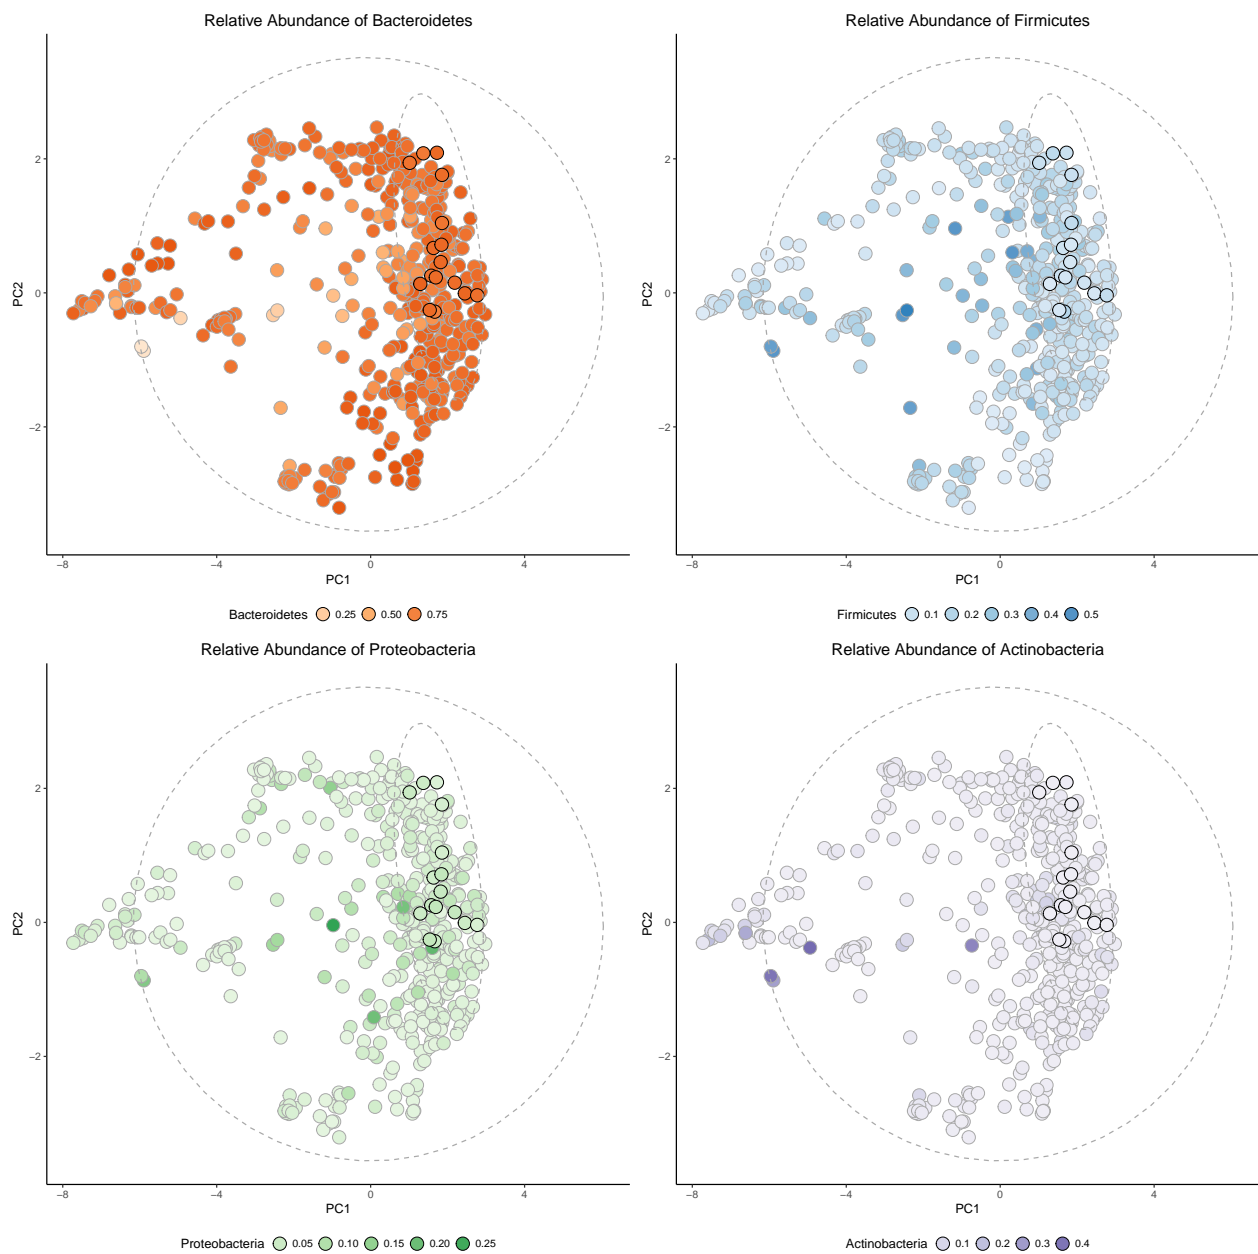 Relative Abundance of Bacteroidetes
PC2
2
0
−2
−8
−4
0
4
PC1
Bacteroidetes 0.25 0.50 0.75
Relative Abundance of Firmicutes
PC2
2
0
−2
−8
−4
0
4
PC1
Firmicutes 0.1 0.2 0.3 0.4 0.5
Relative Abundance of Proteobacteria
PC2
2
0
−2
−8
−4
0
4
PC1
Proteobacteria 0.05 0.10 0.15 0.20 0.25
Relative Abundance of Actinobacteria
PC2
2
0
−2
−8
−4
0
4
PC1
Actinobacteria 0.1 0.2 0.3 0.4